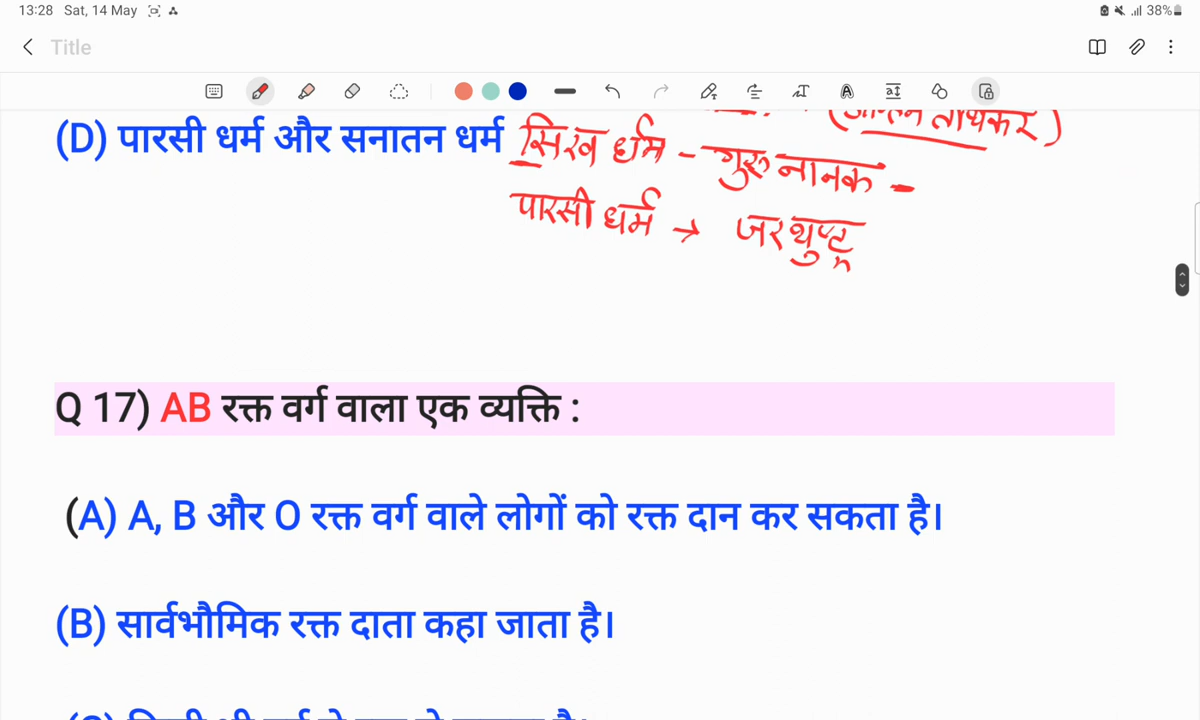 13:28 Sat, 14 May 38%
Title
(D) पारसी धर्म और सनातन धर्म
सिख धर्म - गुरु नानक -
पारसी धर्म → जरथुष्ट्र
Q 17) AB रक्त वर्ग वाला एक व्यक्ति :
(A) A, B और O रक्त वर्ग वाले लोगों को रक्त दान कर सकता है।
(B) सार्वभौमिक रक्त दाता कहा जाता है।